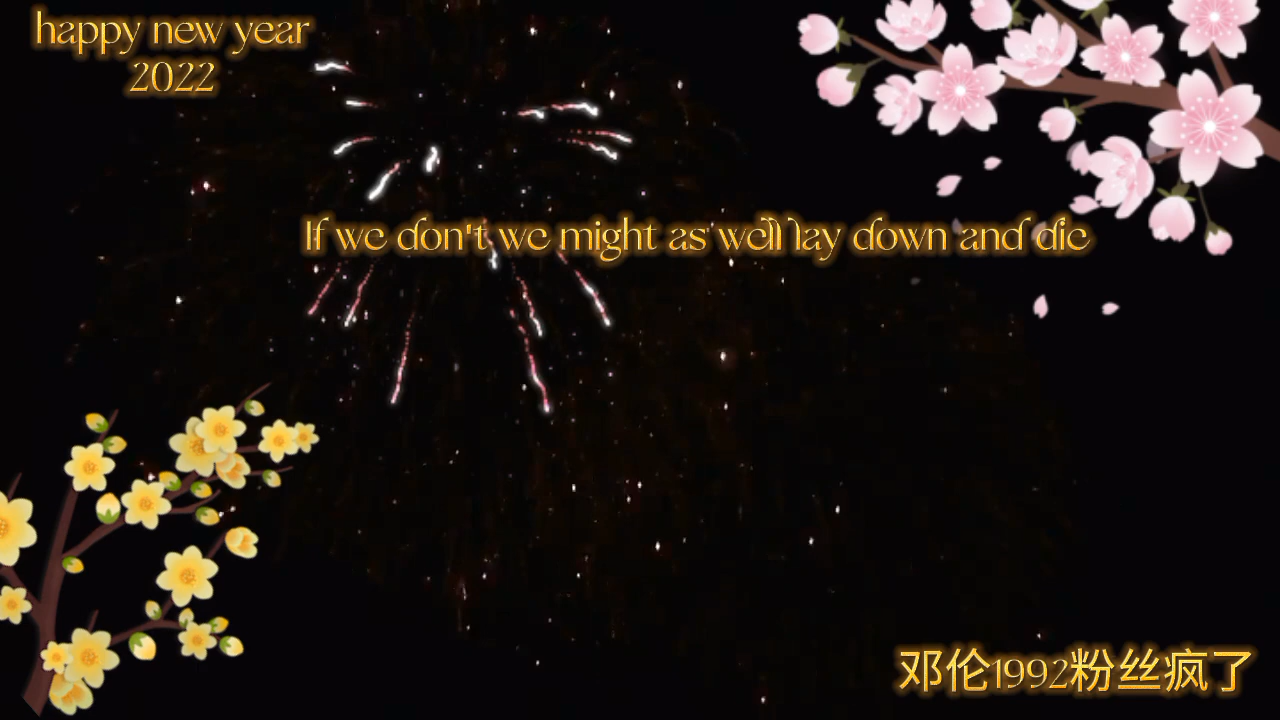 happy new year
2022
If we don't we might as well lay down and die
邓伦1992粉丝疯了